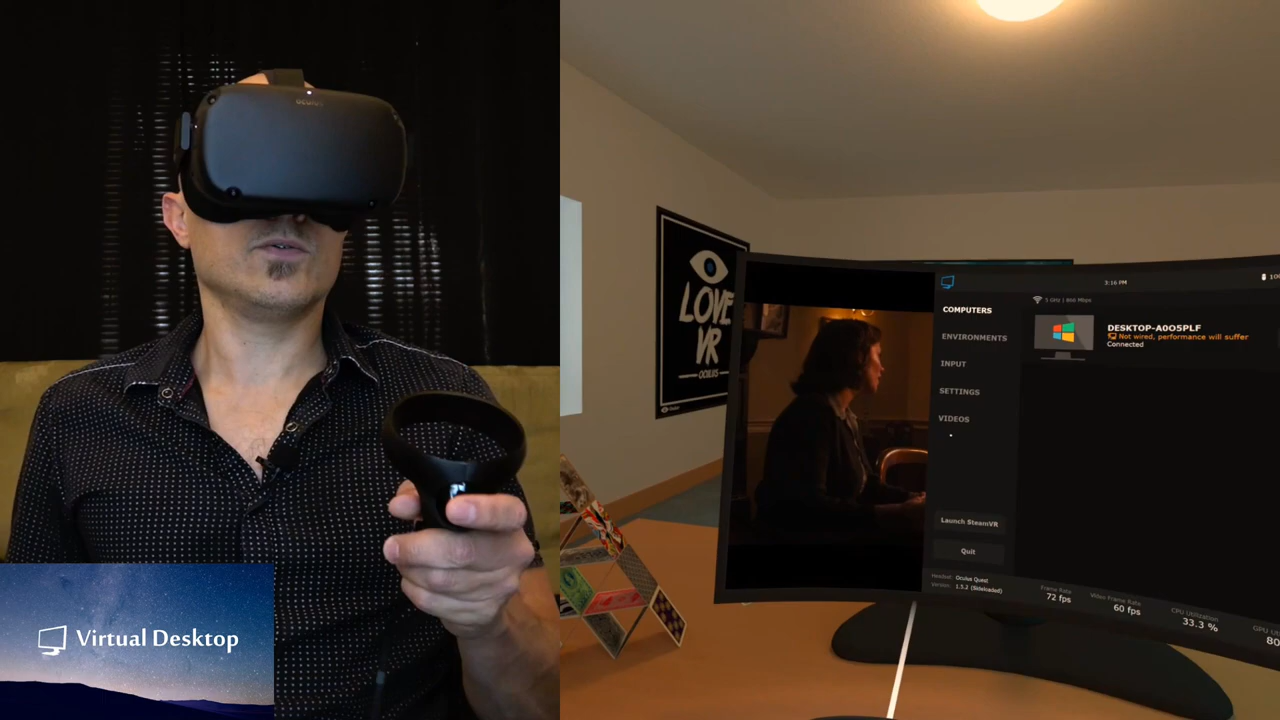 oculus
Virtual Desktop
LOVE
VR
OCULUS
3:16 PM
COMPUTERS
ENVIRONMENTS
INPUT
SETTINGS
VIDEOS
Launch SteamVR
Quit
5 GHz | 866 Mbps
DESKTOP-A0O5PLF
Not wired, performance will suffer
Connected
Headset: Oculus Quest
Version: 1.5.2 (Sideloaded)
Frame Rate
72 fps
Video Frame Rate
60 fps
CPU Utilization
33.3 %